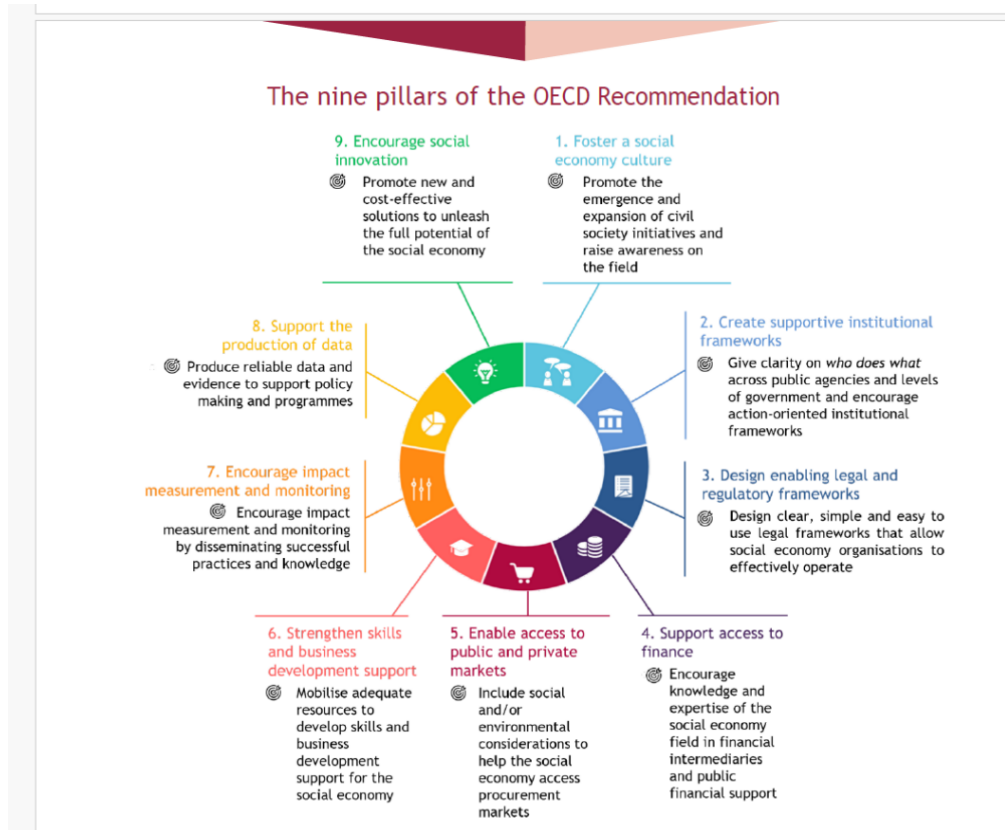 The nine pillars of the OECD Recommendation
9. Encourage social
innovation
Promote new and
cost-effective
solutions to unleash
the full potential of
the social economy
1. Foster a social
economy culture
Promote the
emergence and
expansion of civil
society initiatives and
raise awareness on
the field
2. Create supportive institutional
frameworks
Give clarity on who does what
across public agencies and levels
of government and encourage
action-oriented institutional
frameworks
3. Design enabling legal and
regulatory frameworks
Design clear, simple and easy to
use legal frameworks that allow
social economy organisations to
effectively operate
4. Support access to
finance
Encourage
knowledge and
expertise of the
social economy
field in financial
intermediaries
and public
financial support
5. Enable access to
public and private
markets
Include social
and/or
environmental
considerations to
help the social
economy access
procurement
markets
6. Strengthen skills
and business
development support
Mobilise adequate
resources to
develop skills and
business
development
support for the
social economy
7. Encourage impact
measurement and monitoring
Encourage impact
measurement and monitoring
by disseminating successful
practices and knowledge
8. Support the
production of data
Produce reliable data and
evidence to support policy
making and programmes